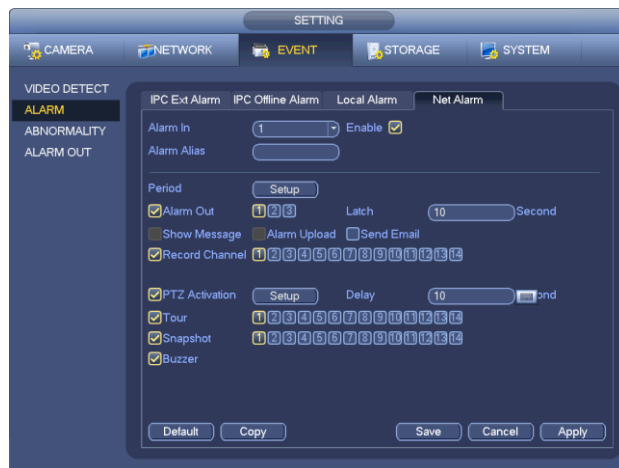 SETTING
CAMERA NETWORK EVENT STORAGE SYSTEM
VIDEO DETECT
ALARM
ABNORMALITY
ALARM OUT
IPC Ext Alarm IPC Offline Alarm Local Alarm Net Alarm
Alarm In 1 Enable
Alarm Alias
Period Setup
Alarm Out 1 2 3 Latch 10 Second
Show Message Alarm Upload Send Email
Record Channel 1 2 3 4 5 6 7 8 9 10 11 12 13 14
PTZ Activation Setup Delay 10 ond
Tour 1 2 3 4 5 6 7 8 9 10 11 12 13 14
Snapshot 1 2 3 4 5 6 7 8 9 10 11 12 13 14
Buzzer
Default Copy Save Cancel Apply